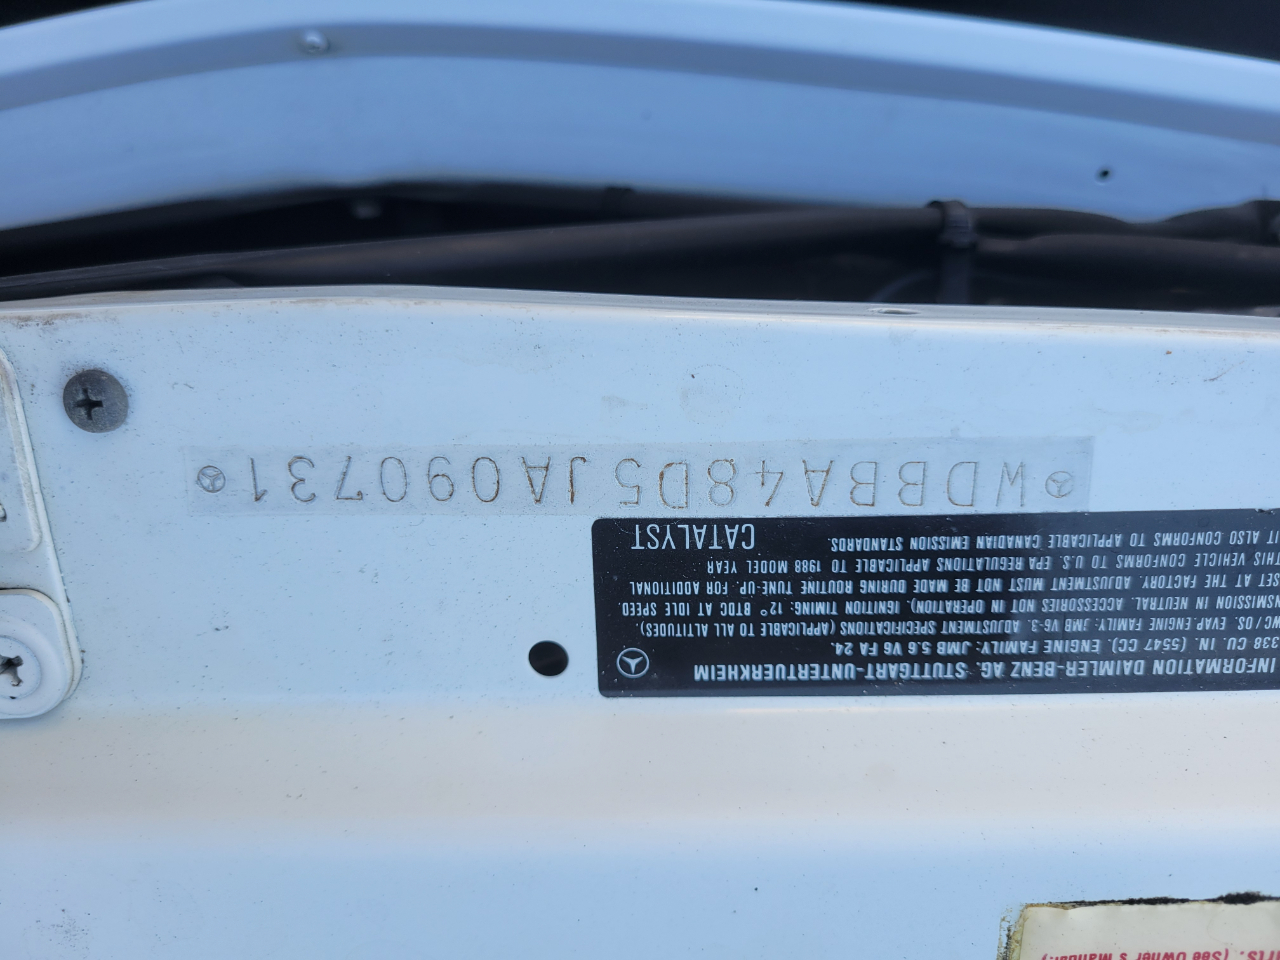 (See Owner's Manual.)
INFORMATION DAIMLER-BENZ AG. STUTTGART-UNTERTUERKHEIM
338 CU. IN. (5547 CC). ENGINE FAMILY: JMB 5.6 V6 FA 24.
WC/OS. EVAP. ENGINE FAMILY: JMB V6-3. ADJUSTMENT SPECIFICATIONS (APPLICABLE TO ALL ALTITUDES).
NSMISSION IN NEUTRAL. ACCESSORIES NOT IN OPERATION). IGNITION TIMING: 12° BTDC AT IDLE SPEED.
SET AT THE FACTORY. ADJUSTMENT MUST NOT BE MADE DURING ROUTINE TUNE-UP. FOR ADDITIONAL
THIS VEHICLE CONFORMS TO U.S. EPA REGULATIONS APPLICABLE TO 1988 MODEL YEAR
IT ALSO CONFORMS TO APPLICABLE CANADIAN EMISSION STANDARDS.
CATALYST
WDBBA48D5JA090731